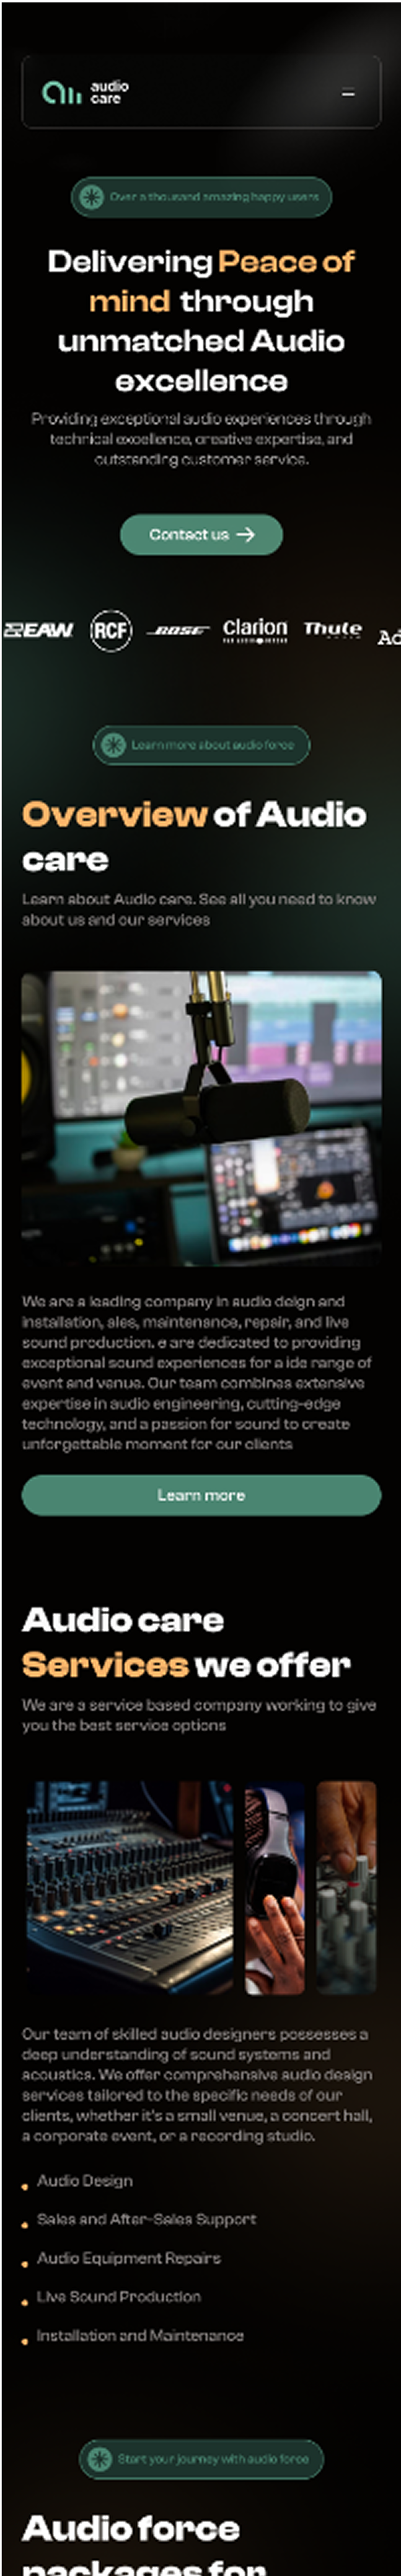 audio
care
Over a thousand amazing happy users
Delivering Peace of
mind through
unmatched Audio
excellence
Providing exceptional audio experiences through
technical excellence, creative expertise, and
outstanding customer service.
Contact us
EAW RCF BOSE Clarion Thule Ad
Learn more about audio force
Overview of Audio
care
Learn about Audio care. See all you need to know
about us and our services
We are a leading company in audio deign and
installation, ales, maintenance, repair, and live
sound production. e are dedicated to providing
exceptional sound experiences for a ide range of
event and venue. Our team combines extensive
expertise in audio engineering, cutting-edge
technology, and a passion for sound to create
unforgettable moment for our clients
Learn more
Audio care
Services we offer
We are a service based company working to give
you the best service options
Our team of skilled audio designers possesses a
deep understanding of sound systems and
acoustics. We offer comprehensive audio design
services tailored to the specific needs of our
clients, whether it's a small venue, a concert hall,
a corporate event, or a recording studio.
Audio Design
Sales and After-Sales Support
Audio Equipment Repairs
Live Sound Production
Installation and Maintenance
Start your journey with audio force
Audio force
packages for